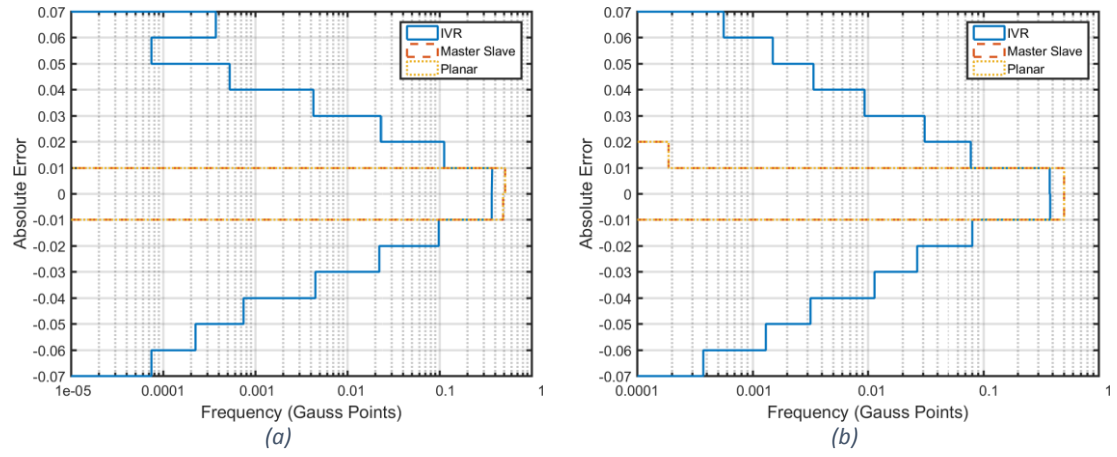 0.07
0.06
0.05
0.04
0.03
0.02
0.01
0
-0.01
-0.02
-0.03
-0.04
-0.05
-0.06
-0.07
Absolute Error
IVR
Master Slave
Planar
1e-05 0.0001 0.001 0.01 0.1 1
Frequency (Gauss Points)
(a)
0.07
0.06
0.05
0.04
0.03
0.02
0.01
0
-0.01
-0.02
-0.03
-0.04
-0.05
-0.06
-0.07
Absolute Error
IVR
Master Slave
Planar
0.0001 0.001 0.01 0.1 1
Frequency (Gauss Points)
(b)